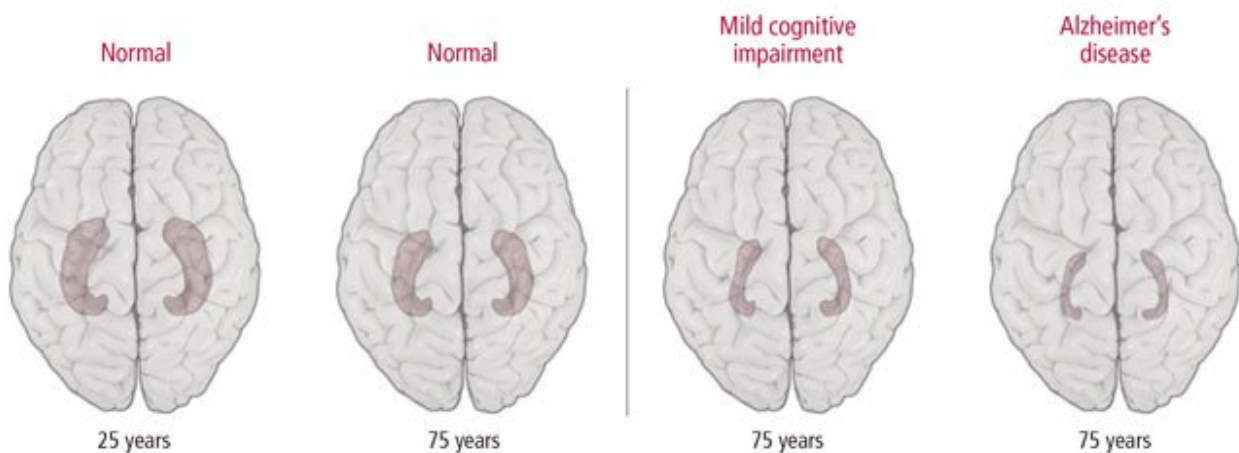 Normal
Normal
Mild cognitive
impairment
Alzheimer's
disease
25 years
75 years
75 years
75 years